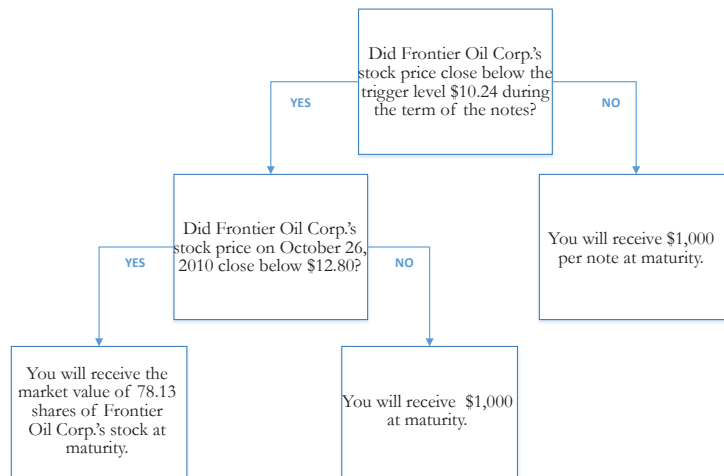 Did Frontier Oil Corp.'s
stock price close below the
trigger level $10.24 during
the term of the notes?
YES
NO
Did Frontier Oil Corp.'s
stock price on October 26,
2010 close below $12.80?
You will receive $1,000
per note at maturity.
YES
NO
You will receive the
market value of 78.13
shares of Frontier
Oil Corp.'s stock at
maturity.
You will receive $1,000
at maturity.